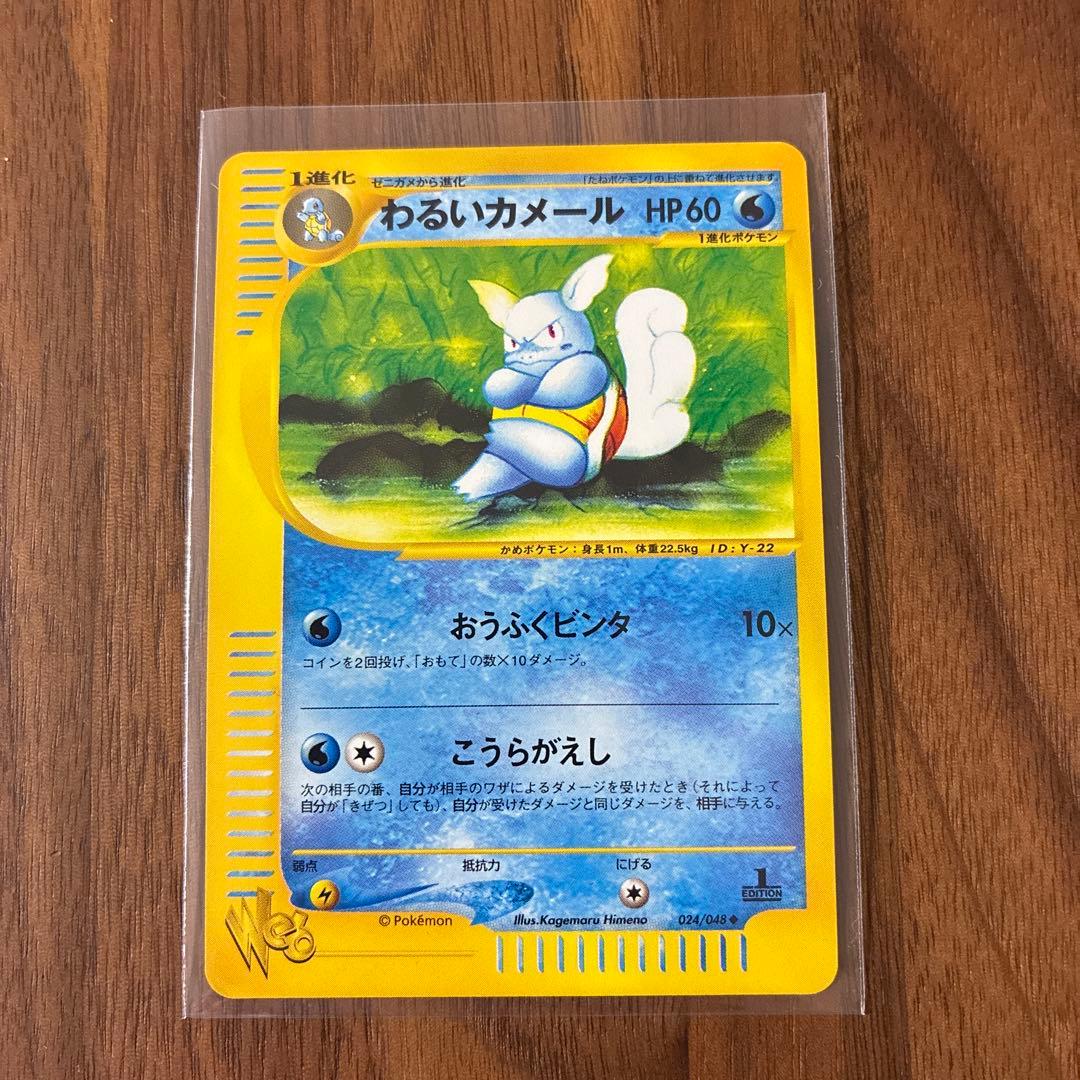 1進化
ゼニガメから進化
「たねポケモン」の上に重ねて進化させます
わるいカメール HP60
1進化ポケモン
かめポケモン：身長1m、体重22.5kg ID:Y-22
おうふくビンタ 10×
コインを2回投げ、「おもて」の数×10ダメージ。
こうらがえし
次の相手の番、自分が相手のワザによるダメージを受けたとき(それによって
自分が「きぜつ」しても)、自分が受けたダメージと同じダメージを、相手に与える。
弱点 抵抗力 にげる
1
EDITION
Web
©Pokémon Illus.Kagemaru Himeno 024/048◆